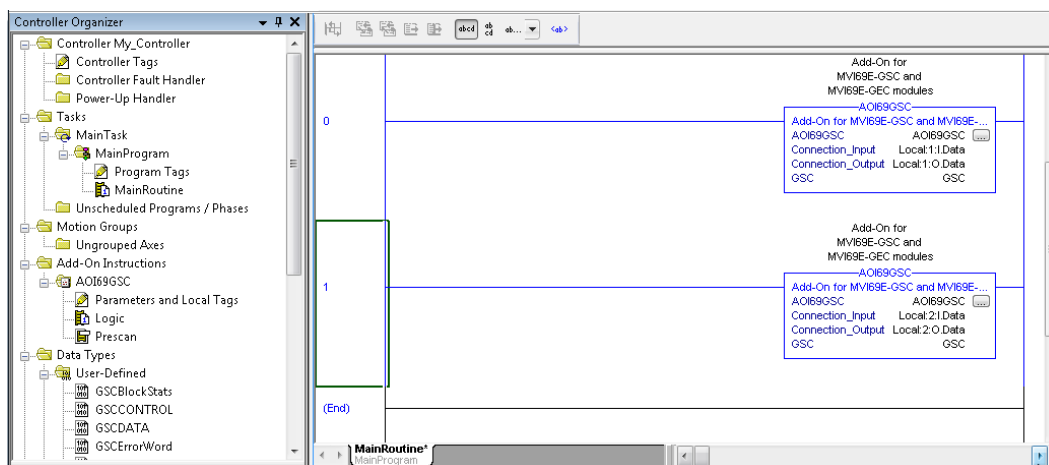 Controller Organizer
Controller My_Controller
Controller Tags
Controller Fault Handler
Power-Up Handler
Tasks
MainTask
MainProgram
Program Tags
MainRoutine
Unscheduled Programs / Phases
Motion Groups
Ungrouped Axes
Add-On Instructions
AOI69GSC
Parameters and Local Tags
Logic
Prescan
Data Types
User-Defined
GSCBlockStats
GSCCONTROL
GSCDATA
GSCErrorWord
abcd ab cd ab... <ab>
Add-On for
MVI69E-GSC and
MVI69E-GEC modules
AOI69GSC
0
Add-On for MVI69E-GSC and MVI69E-...
AOI69GSC AOI69GSC ...
Connection_Input Local:1:I.Data
Connection_Output Local:1:O.Data
GSC GSC
Add-On for
MVI69E-GSC and
MVI69E-GEC modules
AOI69GSC
1
Add-On for MVI69E-GSC and MVI69E-...
AOI69GSC AOI69GSC ...
Connection_Input Local:2:I.Data
Connection_Output Local:2:O.Data
GSC GSC
(End)
MainRoutine*
MainProgram